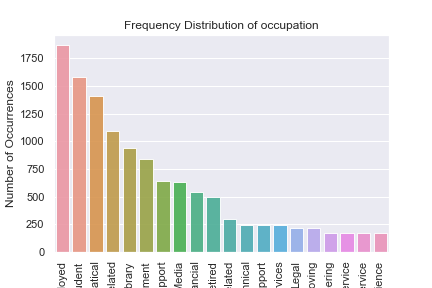 Frequency Distribution of occupation
Number of Occurrences
1750
1500
1250
1000
750
500
250
0
loyed
udent
atical
elated
brary
ment
pport
Media
ancial
etired
elated
nical
pport
vices
Legal
oving
ering
ervice
ervice
ience